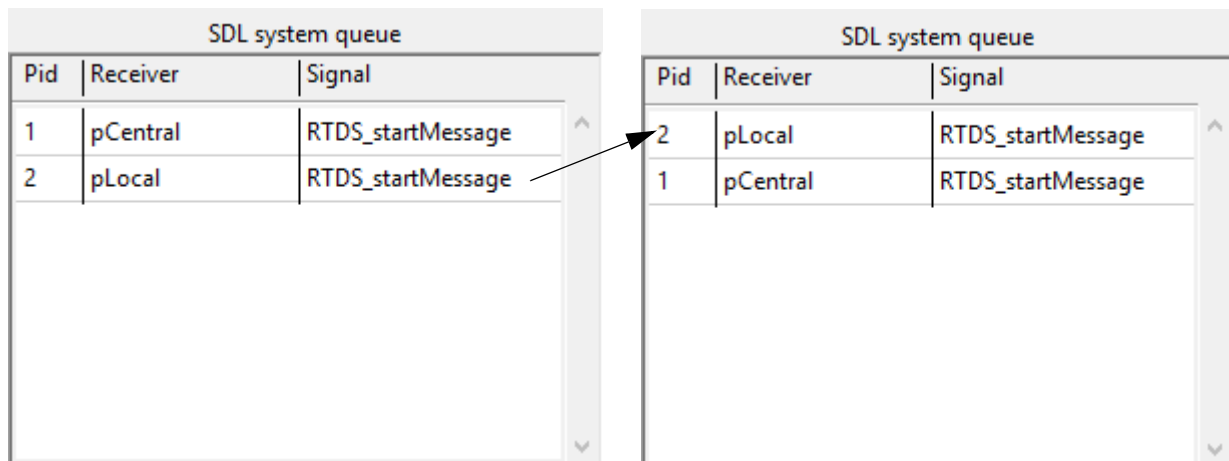 SDL system queue
Pid Receiver Signal
1 pCentral RTDS_startMessage
2 pLocal RTDS_startMessage
SDL system queue
Pid Receiver Signal
2 pLocal RTDS_startMessage
1 pCentral RTDS_startMessage